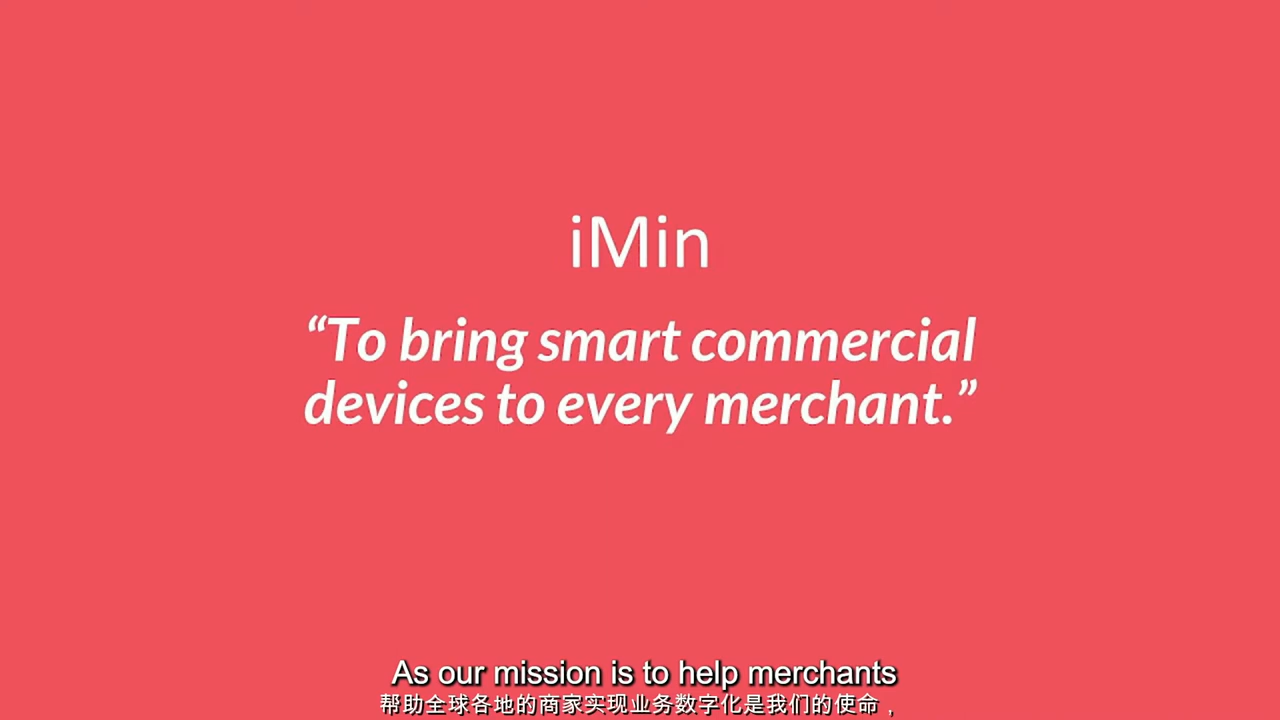 iMin
“To bring smart commercial
devices to every merchant.”
As our mission is to help merchants
帮助全球各地的商家实现业务数字化是我们的使命，